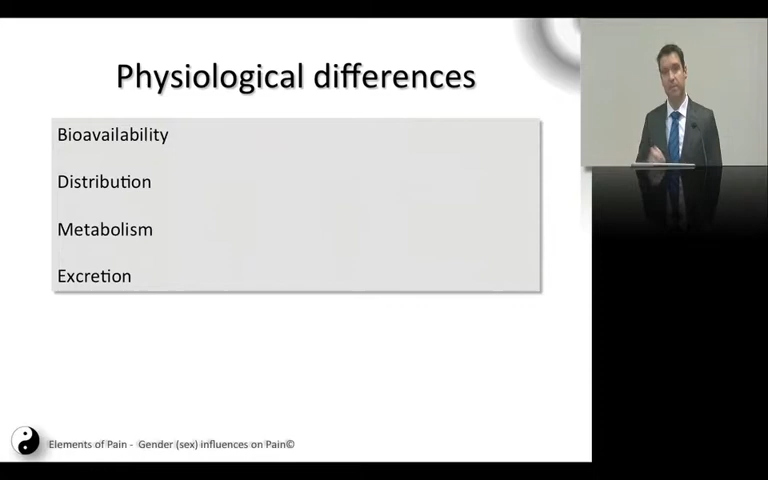 Physiological differences
Bioavailability
Distribution
Metabolism
Excretion
Elements of Pain - Gender (sex) influences on Pain©